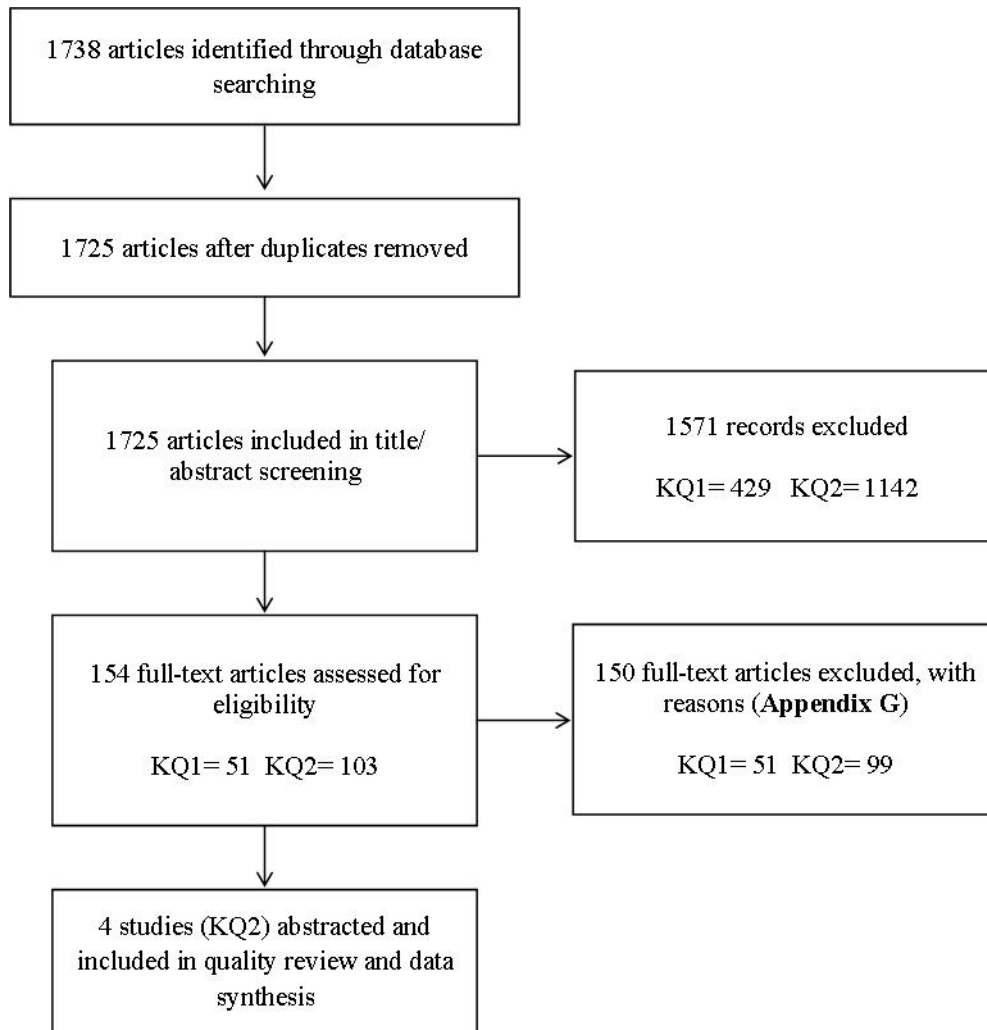 1738 articles identified through database
searching
1725 articles after duplicates removed
1725 articles included in title/
abstract screening
1571 records excluded
KQ1= 429 KQ2= 1142
154 full-text articles assessed for
eligibility
KQ1= 51 KQ2= 103
150 full-text articles excluded, with
reasons (Appendix G)
KQ1= 51 KQ2= 99
4 studies (KQ2) abstracted and
included in quality review and data
synthesis